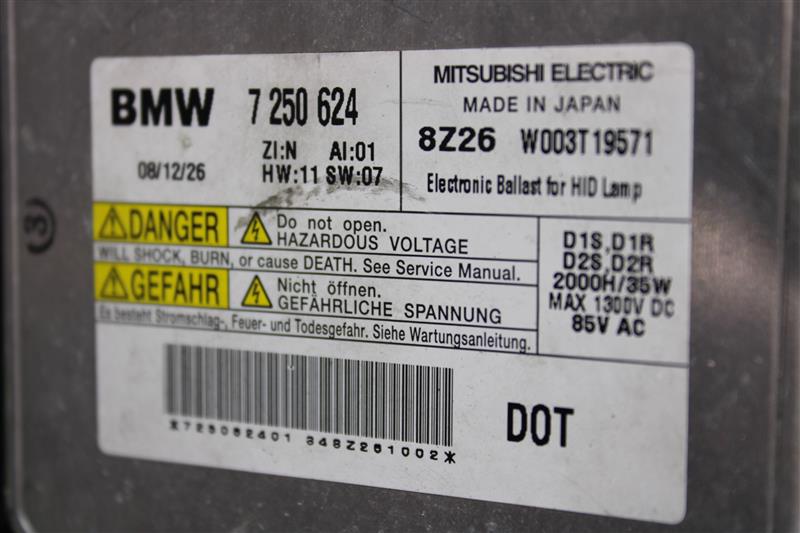 BMW 7 250 624
ZI:N AI:01
08/12/26 HW:11 SW:07
MITSUBISHI ELECTRIC
MADE IN JAPAN
8Z26 W003T19571
Electronic Ballast for HID Lamp
DANGER Do not open.
HAZARDOUS VOLTAGE
WILL SHOCK, BURN, or cause DEATH. See Service Manual.
GEFAHR Nicht öffnen.
GEFÄHRLICHE SPANNUNG
Es besteht Stromschlag-, Feuer- und Todesgefahr. Siehe Wartungsanleitung.
D1S,D1R
D2S,D2R
2000H/35W
MAX 1300V DC
85V AC
*725062401 348Z261002*
DOT
3